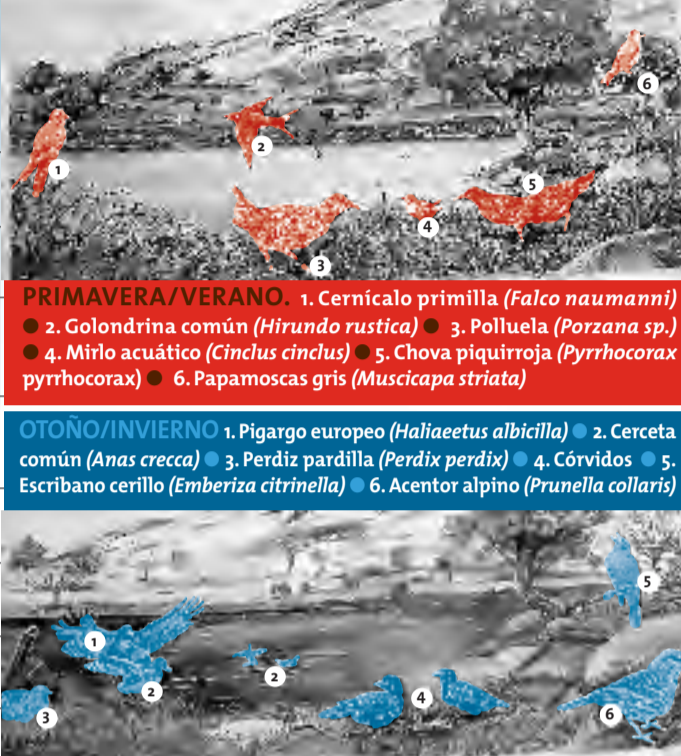 6
2
1
5
4
3
PRIMAVERA/VERANO. 1. Cernícalo primilla (Falco naumanni)
● 2. Golondrina común (Hirundo rustica) ● 3. Polluela (Porzana sp.)
● 4. Mirlo acuático (Cinclus cinclus) ● 5. Chova piquirroja (Pyrrhocorax
pyrrhocorax) ● 6. Papamoscas gris (Muscicapa striata)
OTOÑO/INVIERNO 1. Pigargo europeo (Haliaeetus albicilla) ● 2. Cerceta
común (Anas crecca) ● 3. Perdiz pardilla (Perdix perdix) ● 4. Córvidos ● 5.
Escribano cerillo (Emberiza citrinella) ● 6. Acentor alpino (Prunella collaris)
5
1
2
2
4
3
6